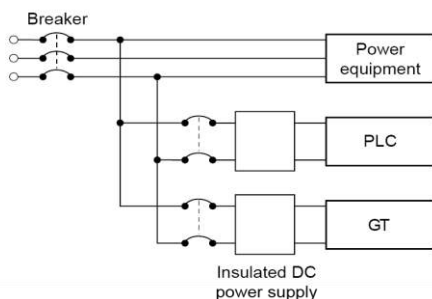 Breaker
Power
equipment
PLC
GT
Insulated DC
power supply